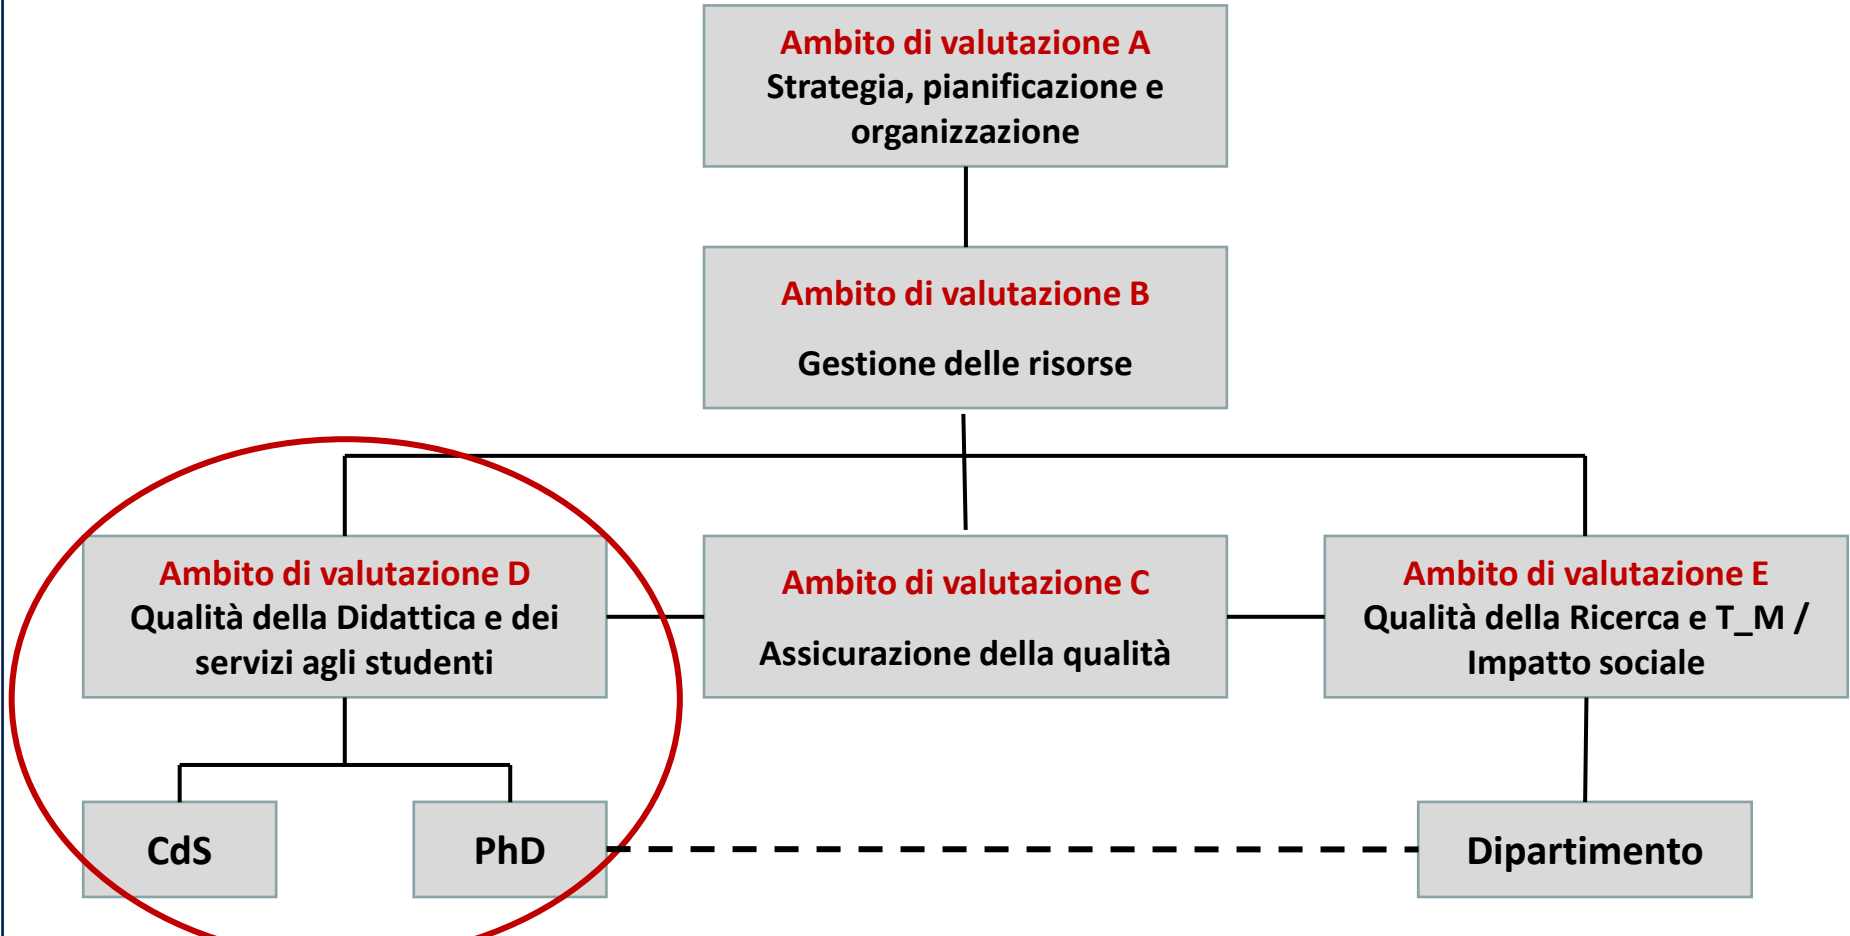 Ambito di valutazione A
Strategia, pianificazione e
organizzazione
Ambito di valutazione B
Gestione delle risorse
Ambito di valutazione D
Qualità della Didattica e dei
servizi agli studenti
Ambito di valutazione C
Assicurazione della qualità
Ambito di valutazione E
Qualità della Ricerca e T_M /
Impatto sociale
CdS
PhD
Dipartimento